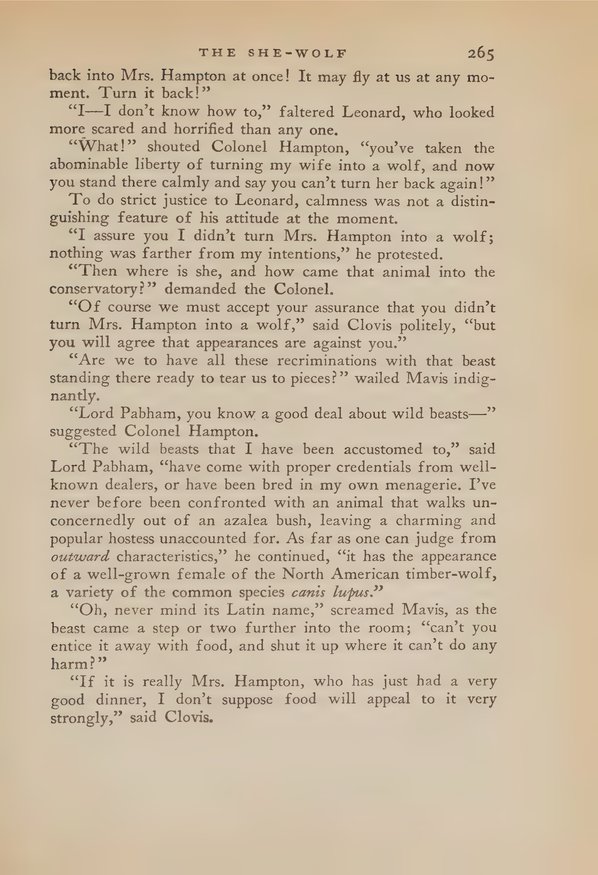 THE SHE-WOLF 265
back into Mrs. Hampton at once! It may fly at us at any mo-
ment. Turn it back!”
“I—I don’t know how to,” faltered Leonard, who looked
more scared and horrified than any one.
“What!” shouted Colonel Hampton, “you’ve taken the
abominable liberty of turning my wife into a wolf, and now
you stand there calmly and say you can’t turn her back again!”
To do strict justice to Leonard, calmness was not a distin-
guishing feature of his attitude at the moment.
“I assure you I didn’t turn Mrs. Hampton into a wolf;
nothing was farther from my intentions,” he protested.
“Then where is she, and how came that animal into the
conservatory?” demanded the Colonel.
“Of course we must accept your assurance that you didn’t
turn Mrs. Hampton into a wolf,” said Clovis politely, “but
you will agree that appearances are against you.”
“Are we to have all these recriminations with that beast
standing there ready to tear us to pieces?” wailed Mavis indig-
nantly.
“Lord Pabham, you know a good deal about wild beasts—”
suggested Colonel Hampton.
“The wild beasts that I have been accustomed to,” said
Lord Pabham, “have come with proper credentials from well-
known dealers, or have been bred in my own menagerie. I’ve
never before been confronted with an animal that walks un-
concernedly out of an azalea bush, leaving a charming and
popular hostess unaccounted for. As far as one can judge from
outward characteristics,” he continued, “it has the appearance
of a well-grown female of the North American timber-wolf,
a variety of the common species canis lupus.”
“Oh, never mind its Latin name,” screamed Mavis, as the
beast came a step or two further into the room; “can’t you
entice it away with food, and shut it up where it can’t do any
harm?”
“If it is really Mrs. Hampton, who has just had a very
good dinner, I don’t suppose food will appeal to it very
strongly,” said Clovis.